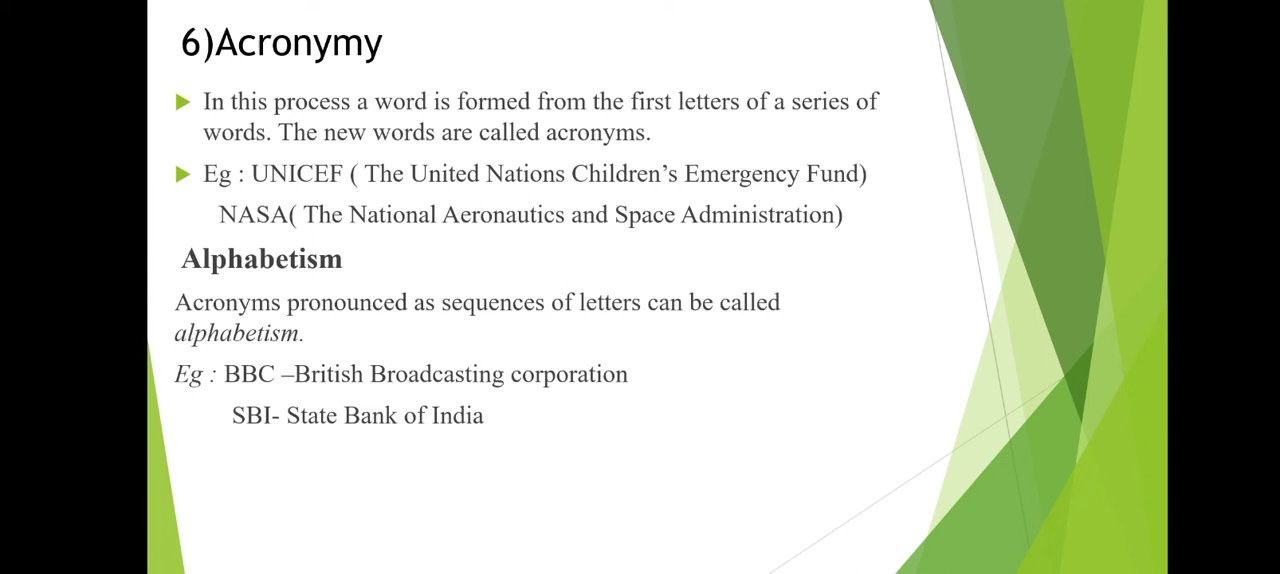 6)Acronymy
In this process a word is formed from the first letters of a series of
words. The new words are called acronyms.
Eg : UNICEF ( The United Nations Children’s Emergency Fund)
NASA( The National Aeronautics and Space Administration)
Alphabetism
Acronyms pronounced as sequences of letters can be called
alphabetism.
Eg : BBC –British Broadcasting corporation
SBI- State Bank of India